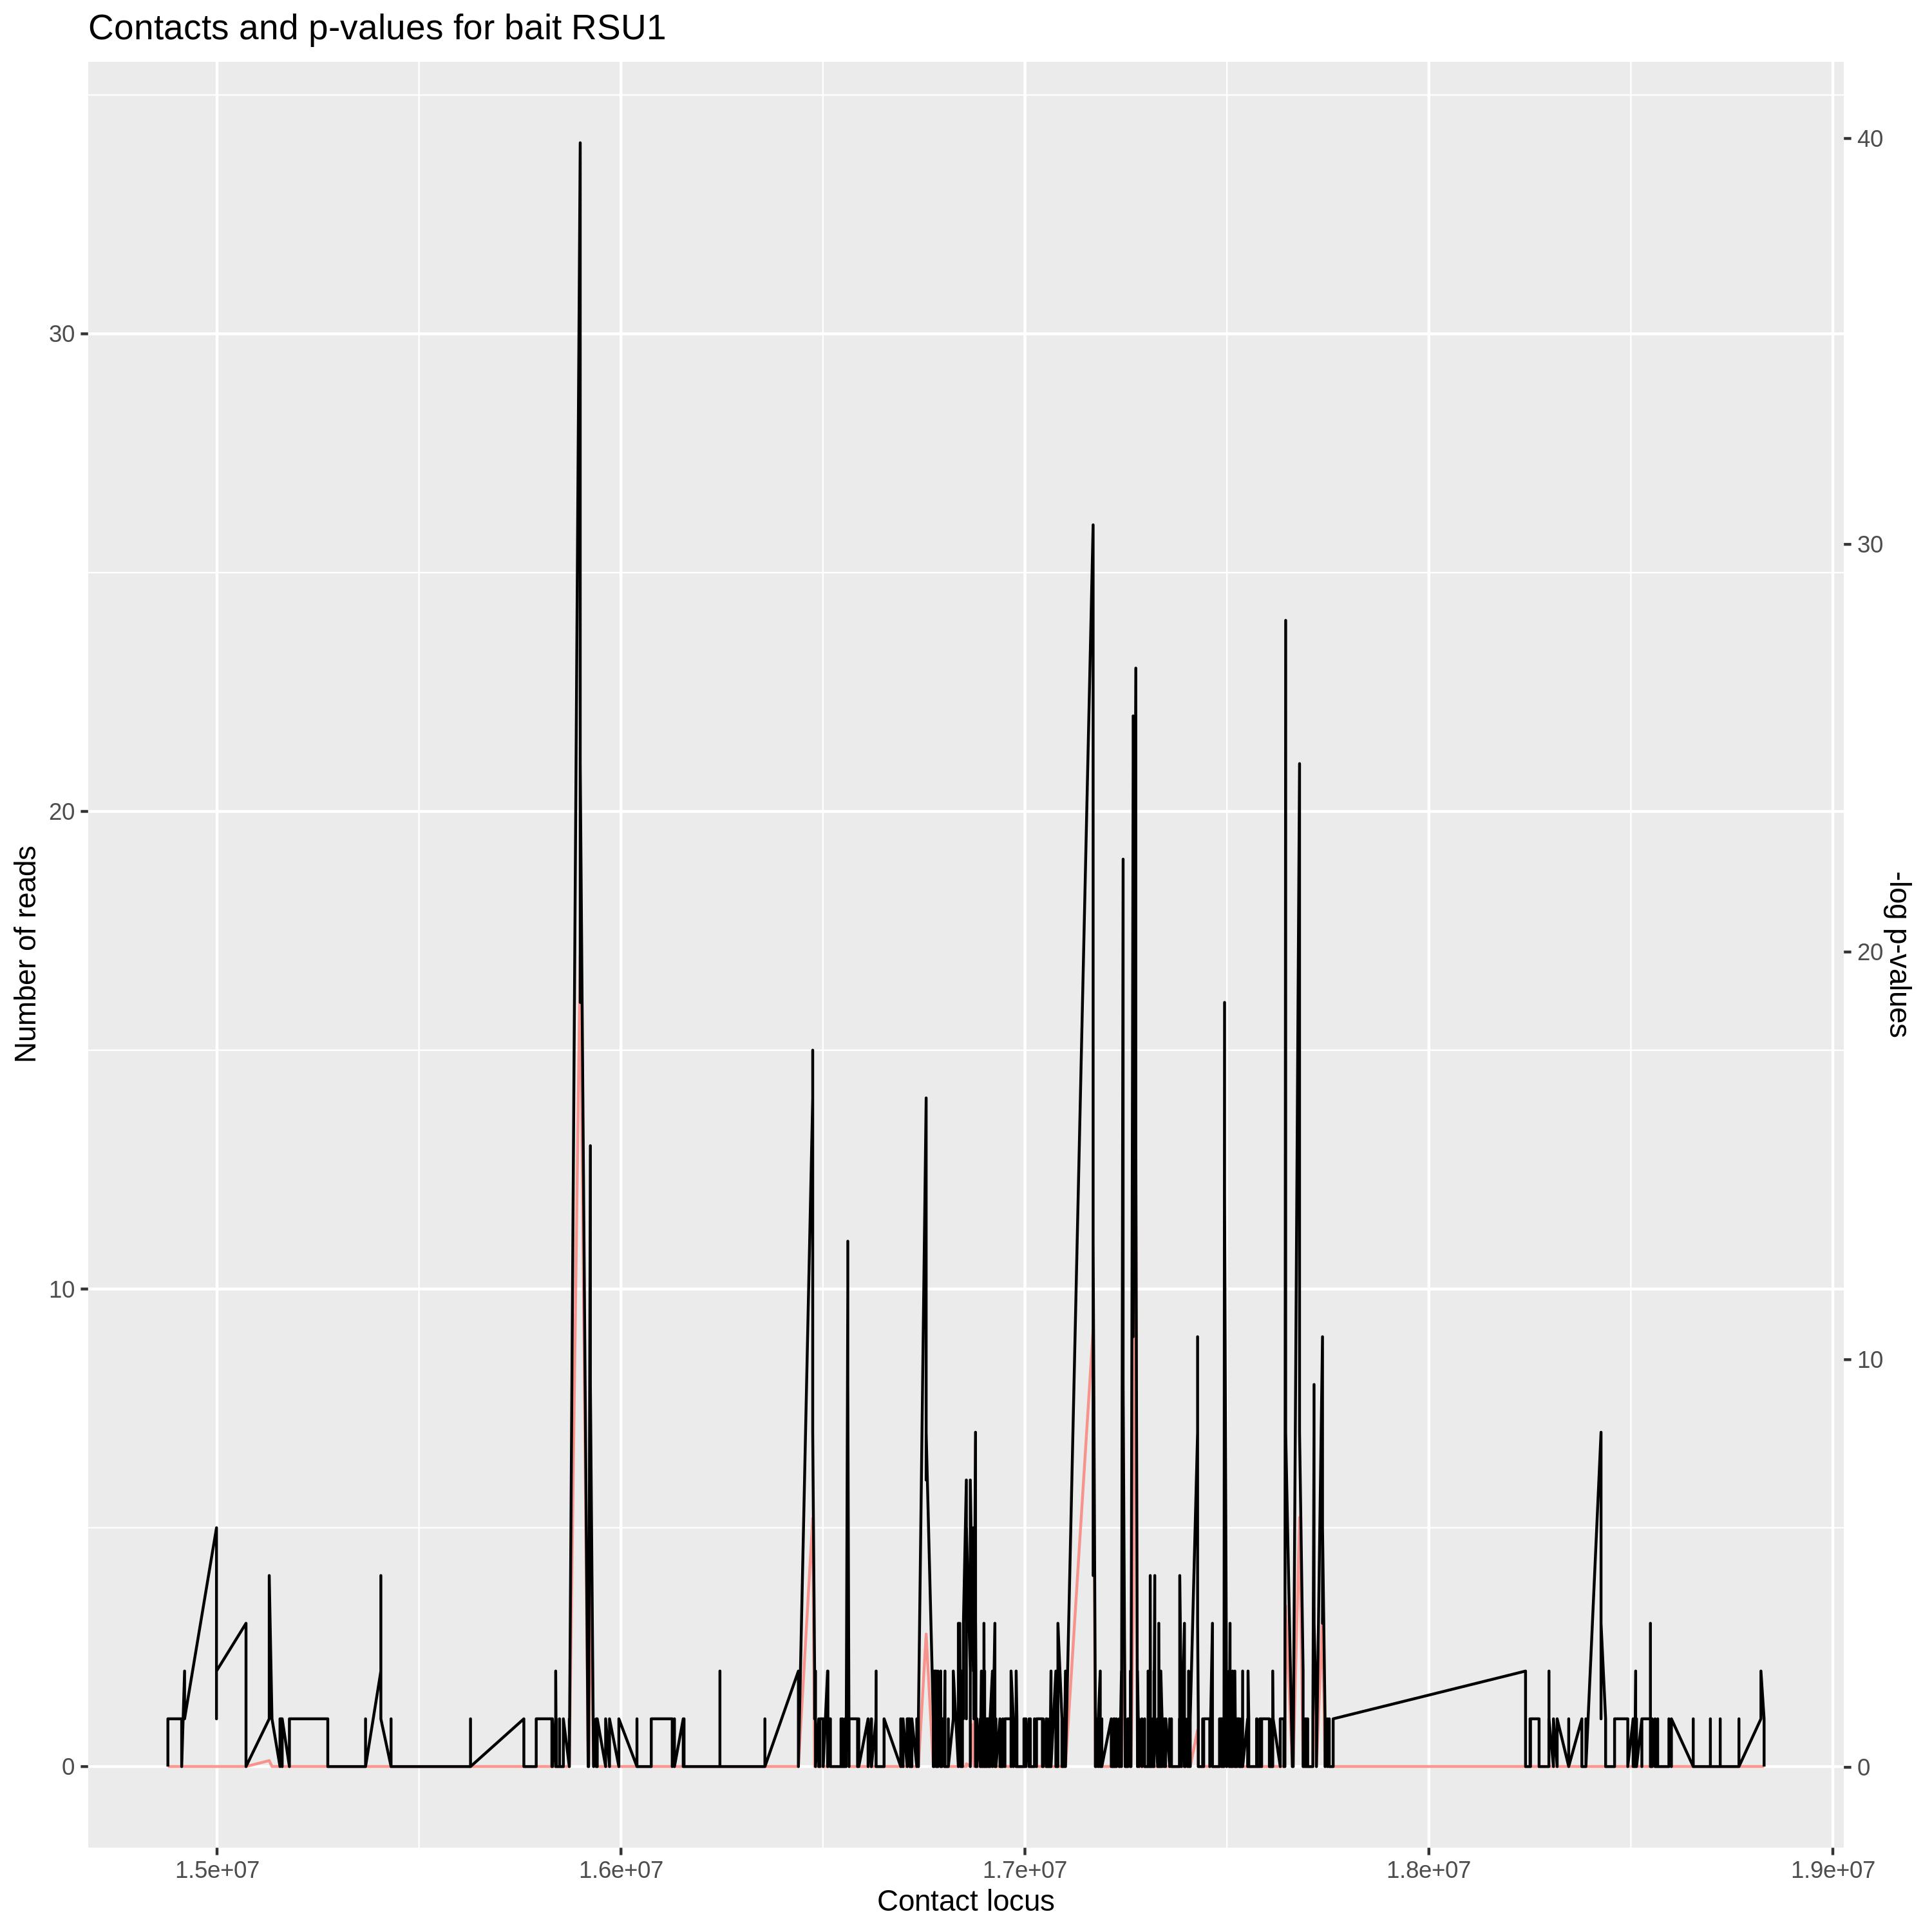 Contacts and p-values for bait RSU1
40
30
30
20
20
10
10
0
0
Number of reads
-log p-values
1.5e+07
1.6e+07
1.7e+07
1.8e+07
1.9e+07
Contact locus